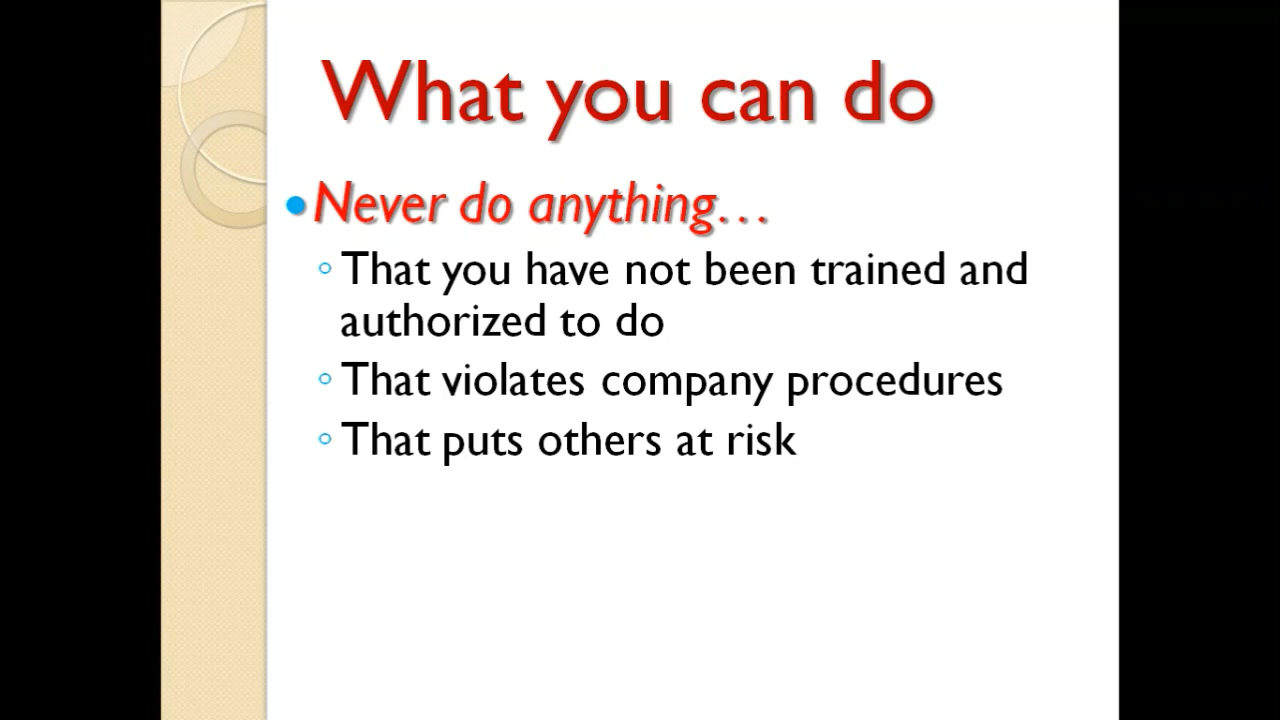 What you can do
• Never do anything…
◦ That you have not been trained and
authorized to do
◦ That violates company procedures
◦ That puts others at risk